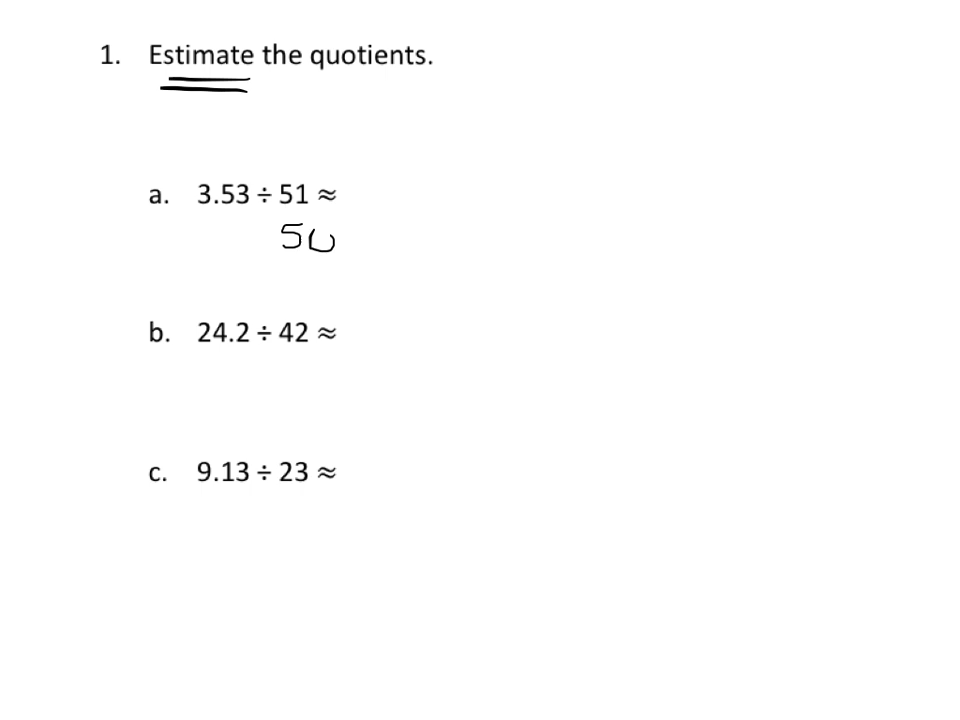 1. Estimate the quotients.
a. 3.53 ÷ 51 ≈
50
b. 24.2 ÷ 42 ≈
c. 9.13 ÷ 23 ≈